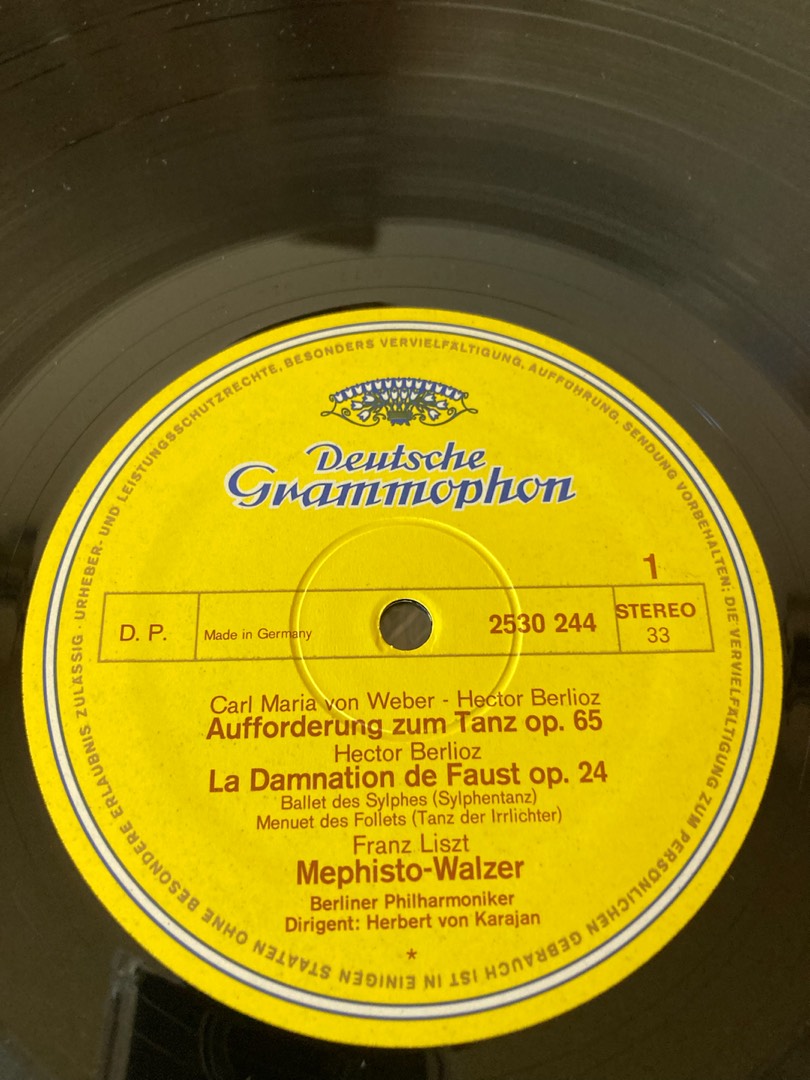 Deutsche
Grammophon
1
D. P.
Made in Germany
2530 244
STEREO
33
Carl Maria von Weber - Hector Berlioz
Aufforderung zum Tanz op. 65
Hector Berlioz
La Damnation de Faust op. 24
Ballet des Sylphes (Sylphentanz)
Menuet des Follets (Tanz der Irrlichter)
Franz Liszt
Mephisto-Walzer
Berliner Philharmoniker
Dirigent: Herbert von Karajan
*
URHEBER- UND LEISTUNGSSCHUTZRECHTE, BESONDERS VERVIELFÄLTIGUNG, AUFFÜHRUNG, SENDUNG VORBEHALTEN; DIE VERVIELFÄLTIGUNG ZUM PERSÖNLICHEN GEBRAUCH IST IN EINIGEN STAATEN OHNE BESONDERE ERLAUBNIS ZULÄSSIG ·